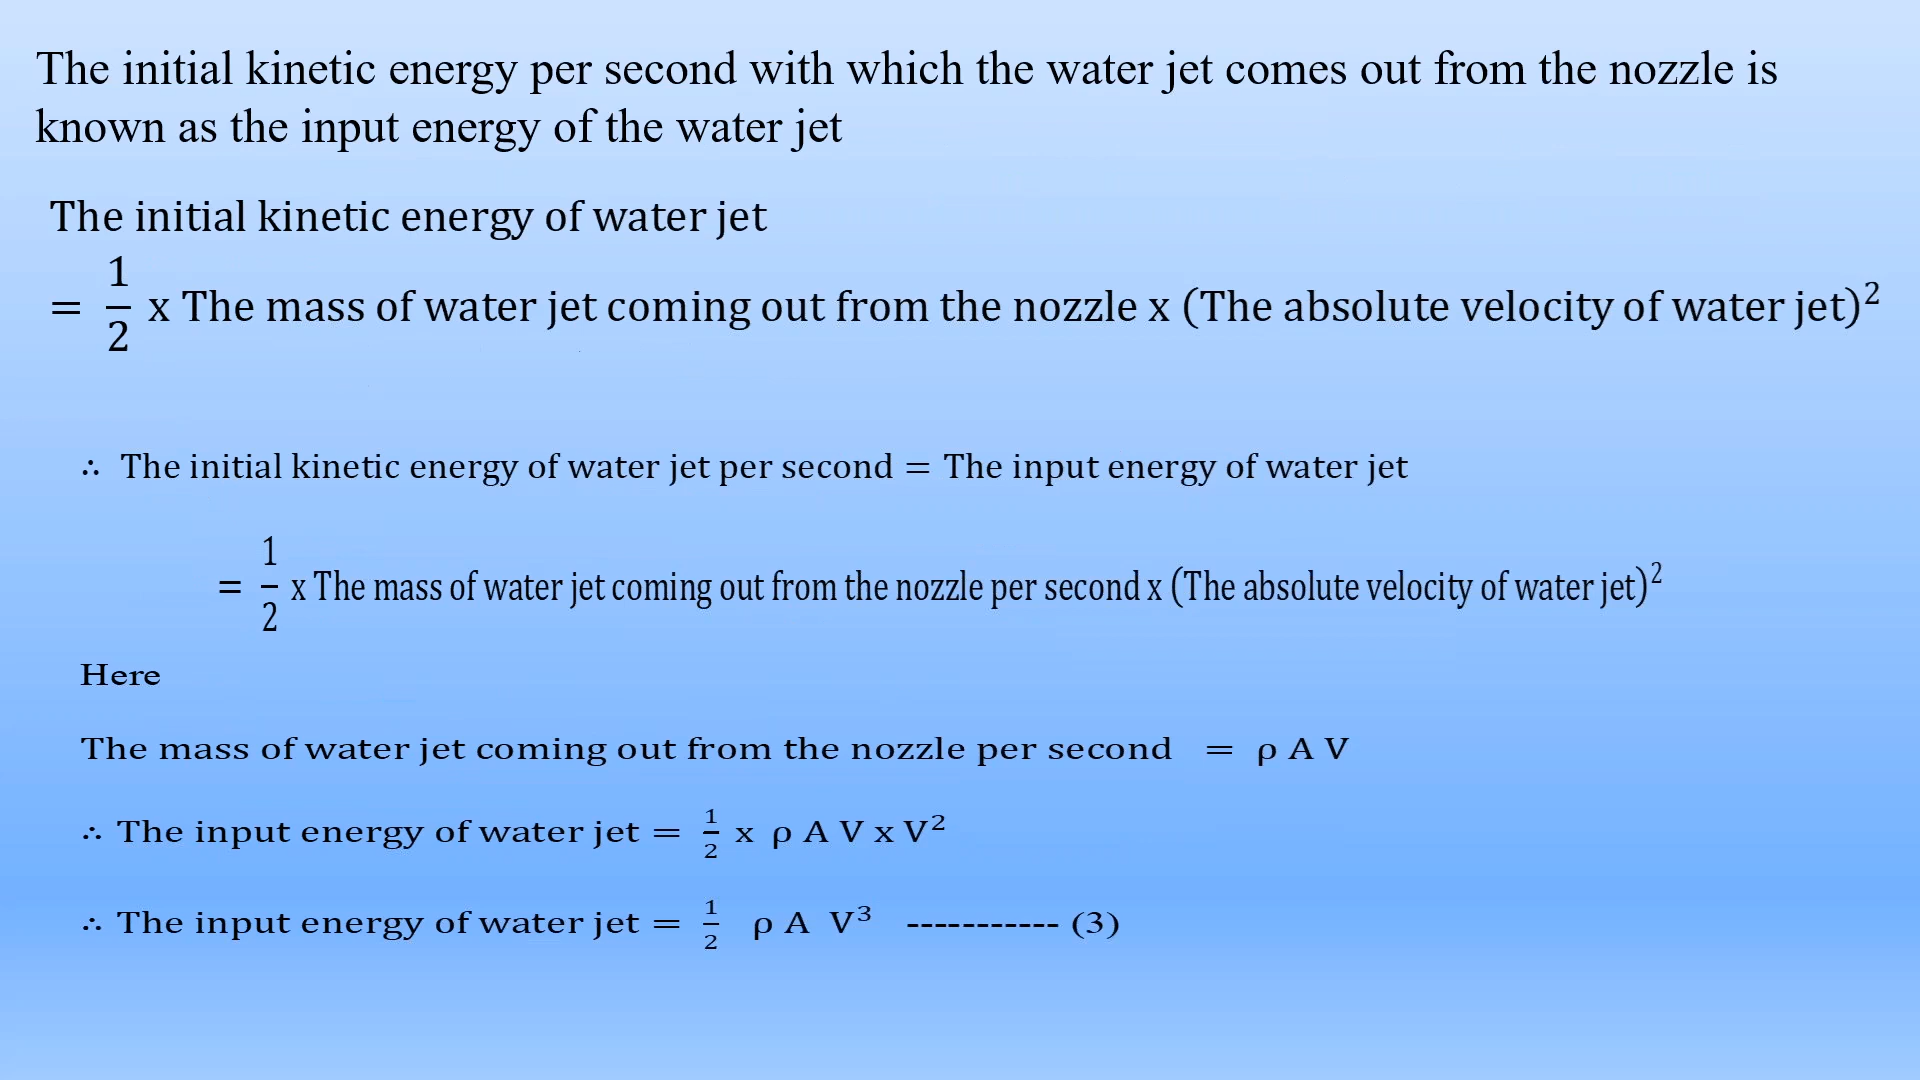 The initial kinetic energy per second with which the water jet comes out from the nozzle is
known as the input energy of the water jet
The initial kinetic energy of water jet
= 1/2 x The mass of water jet coming out from the nozzle x (The absolute velocity of water jet)²
∴ The initial kinetic energy of water jet per second = The input energy of water jet
= 1/2 x The mass of water jet coming out from the nozzle per second x (The absolute velocity of water jet)²
Here
The mass of water jet coming out from the nozzle per second = ρ A V
∴ The input energy of water jet = 1/2 x ρ A V x V²
∴ The input energy of water jet = 1/2 ρ A V³ ----------- (3)